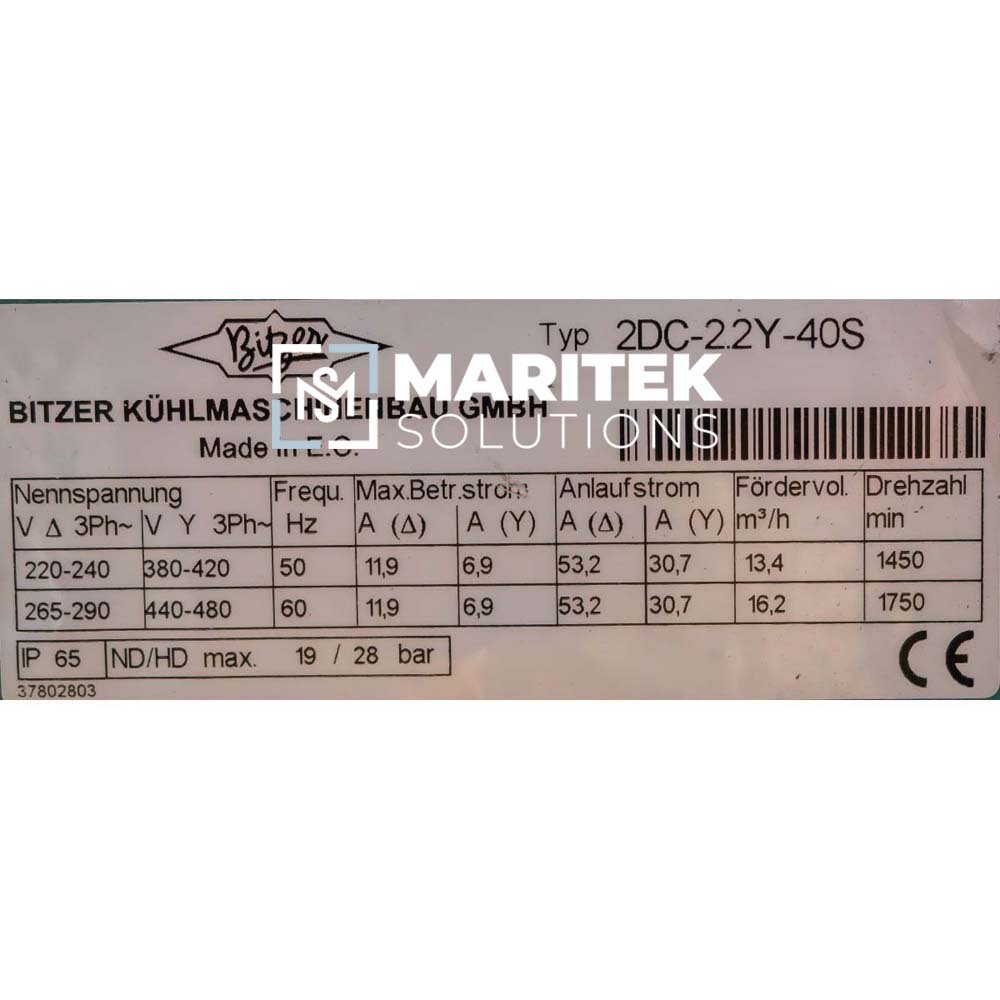 Bitzer
Typ 2DC-2.2Y-40S
MARITEK
SOLUTIONS
BITZER KÜHLMASCHINENBAU GMBH
Made in E.C.
Nennspannung Frequ. Max.Betr.strom Anlaufstrom Fördervol. Drehzahl
V Δ 3Ph~ V Y 3Ph~ Hz A (Δ) A (Y) A (Δ) A (Y) m³/h min
220-240 380-420 50 11,9 6,9 53,2 30,7 13,4 1450
265-290 440-480 60 11,9 6,9 53,2 30,7 16,2 1750
IP 65 ND/HD max. 19 / 28 bar
37802803
CE